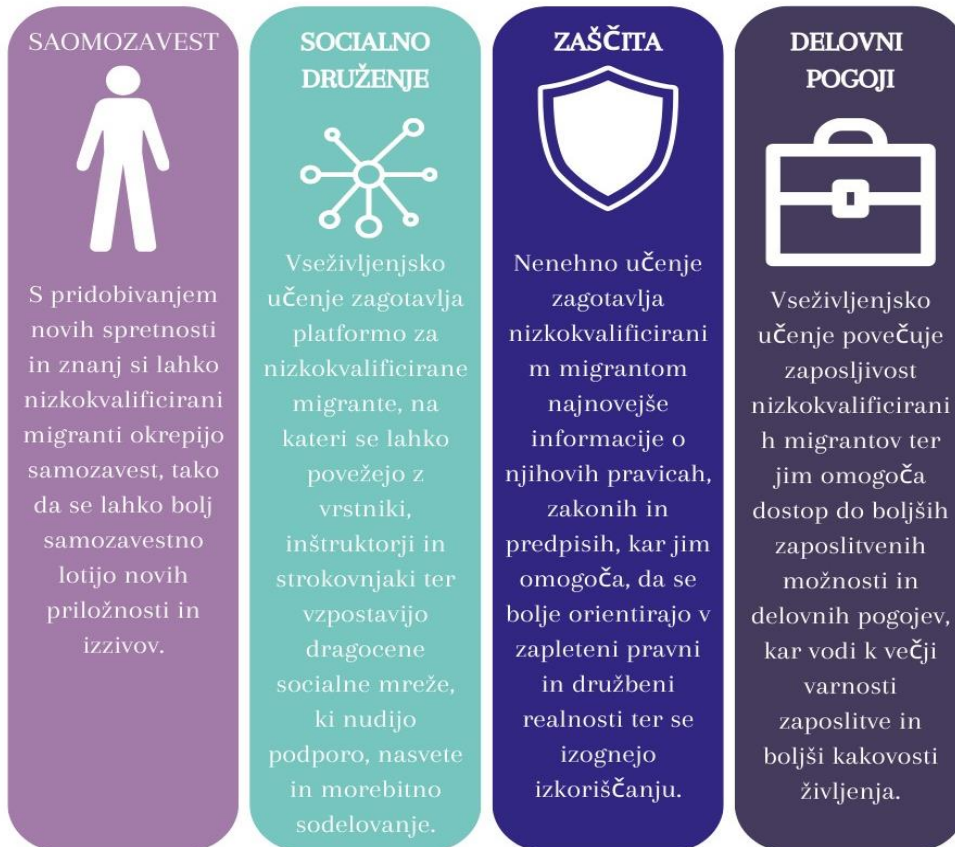 SAOMOZAVEST
S pridobivanjem
novih spretnosti
in znanj si lahko
nizkokvalificirani
migranti okrepijo
samozavest, tako
da se lahko bolj
samozavestno
lotijo novih
priložnosti in
izzivov.
SOCIALNO
DRUŽENJE
Vseživljenjsko
učenje zagotavlja
platformo za
nizkokvalificirane
migrante, na
kateri se lahko
povežejo z
vrstniki,
inštruktorji in
strokovnjaki ter
vzpostavijo
dragocene
socialne mreže,
ki nudijo
podporo, nasvete
in morebitno
sodelovanje.
ZAŠČITA
Nenehno učenje
zagotavlja
nizkokvalificirani
m migrantom
najnovejše
informacije o
njihovih pravicah,
zakonih in
predpisih, kar jim
omogoča, da se
bolje orientirajo v
zapleteni pravni
in družbeni
realnosti ter se
izognejo
izkoriščanju.
DELOVNI
POGOJI
Vseživljenjsko
učenje povečuje
zaposljivost
nizkokvalificirani
h migrantov ter
jim omogoča
dostop do boljših
zaposlitvenih
možnosti in
delovnih pogojev,
kar vodi k večji
varnosti
zaposlitve in
boljši kakovosti
življenja.